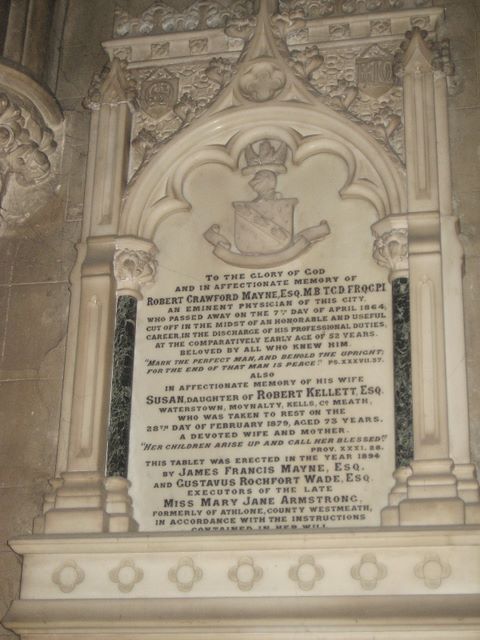 TO THE GLORY OF GOD
AND IN AFFECTIONATE MEMORY OF
ROBERT CRAWFORD MAYNE, ESQ. M.B T.C.D. F.R.Q.C.P.I
AN EMINENT PHYSICIAN OF THIS CITY,
WHO PASSED AWAY ON THE 7TH DAY OF APRIL 1864,
CUT OFF IN THE MIDST OF AN HONORABLE AND USEFUL
CAREER, IN THE DISCHARGE OF HIS PROFESSIONAL DUTIES,
AT THE COMPARATIVELY EARLY AGE OF 52 YEARS.
BELOVED BY ALL WHO KNEW HIM.
"MARK THE PERFECT MAN, AND BEHOLD THE UPRIGHT;
FOR THE END OF THAT MAN IS PEACE." PS. XXXVII. 37.
ALSO
IN AFFECTIONATE MEMORY OF HIS WIFE
SUSAN, DAUGHTER OF ROBERT KELLETT, ESQ.
WATERSTOWN, MOYNALTY, KELLS, CO MEATH,
WHO WAS TAKEN TO REST ON THE
28TH DAY OF FEBRUARY 1879, AGED 73 YEARS.
A DEVOTED WIFE AND MOTHER.
"HER CHILDREN ARISE UP AND CALL HER BLESSED"
PROV. XXXI. 28.
THIS TABLET WAS ERECTED IN THE YEAR 1894
BY JAMES FRANCIS MAYNE, ESQ.
AND GUSTAVUS ROCHFORT WADE, ESQ.
EXECUTORS OF THE LATE
MISS MARY JANE ARMSTRONG,
FORMERLY OF ATHLONE, COUNTY WESTMEATH,
IN ACCORDANCE WITH THE INSTRUCTIONS
CONTAINED IN HER WILL